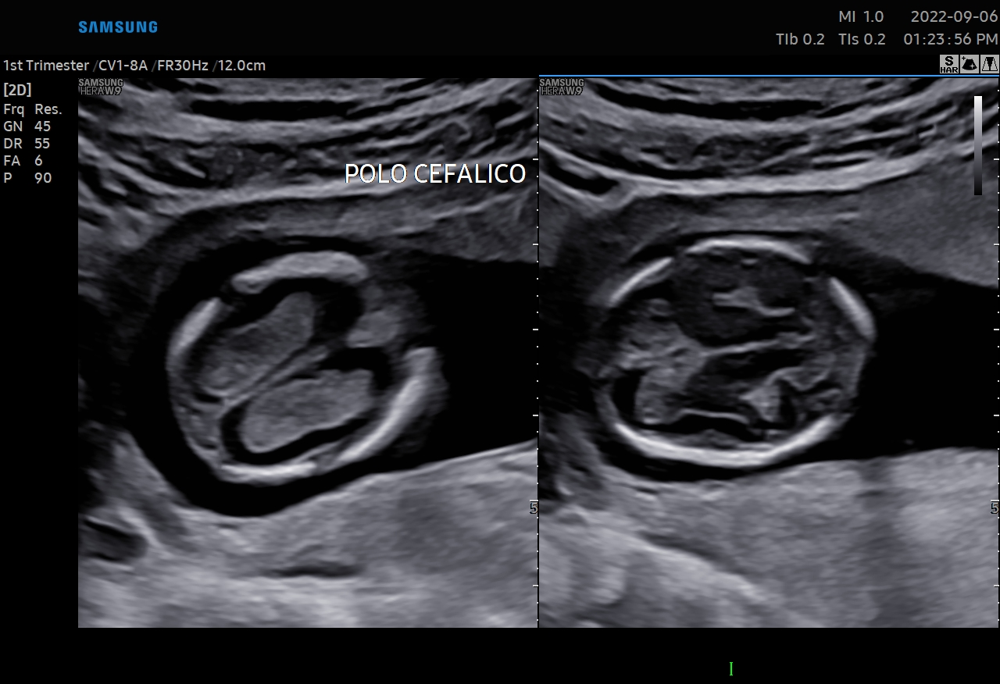 SAMSUNG
MI 1.0 2022-09-06
TIb 0.2 TIs 0.2 01:23:56 PM
1st Trimester /CV1-8A /FR30Hz /12.0cm
S
HAR
[2D]
Frq Res.
GN 45
DR 55
FA 6
P 90
SAMSUNG
HERA W9
SAMSUNG
HERA W9
POLO CEFALICO
5
5